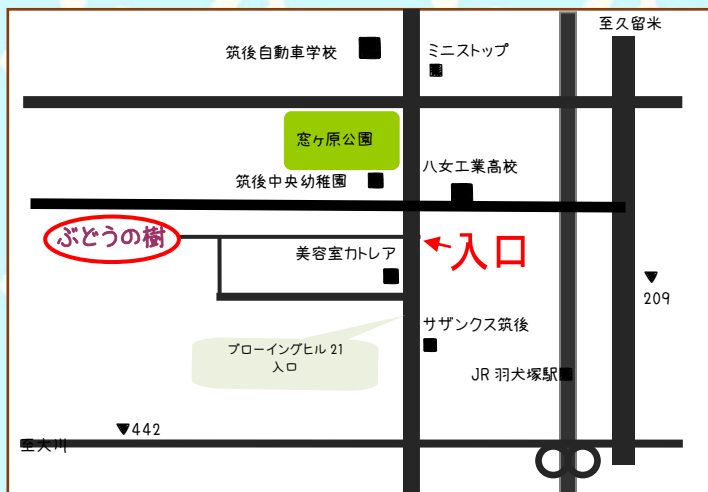 至久留米
筑後自動車学校
ミニストップ
窓ヶ原公園
八女工業高校
筑後中央幼稚園
ぶどうの樹
入口
美容室カトレア
209
サザンクス筑後
ブローイングヒル 21
入口
JR 羽犬塚駅
▼442
至大川